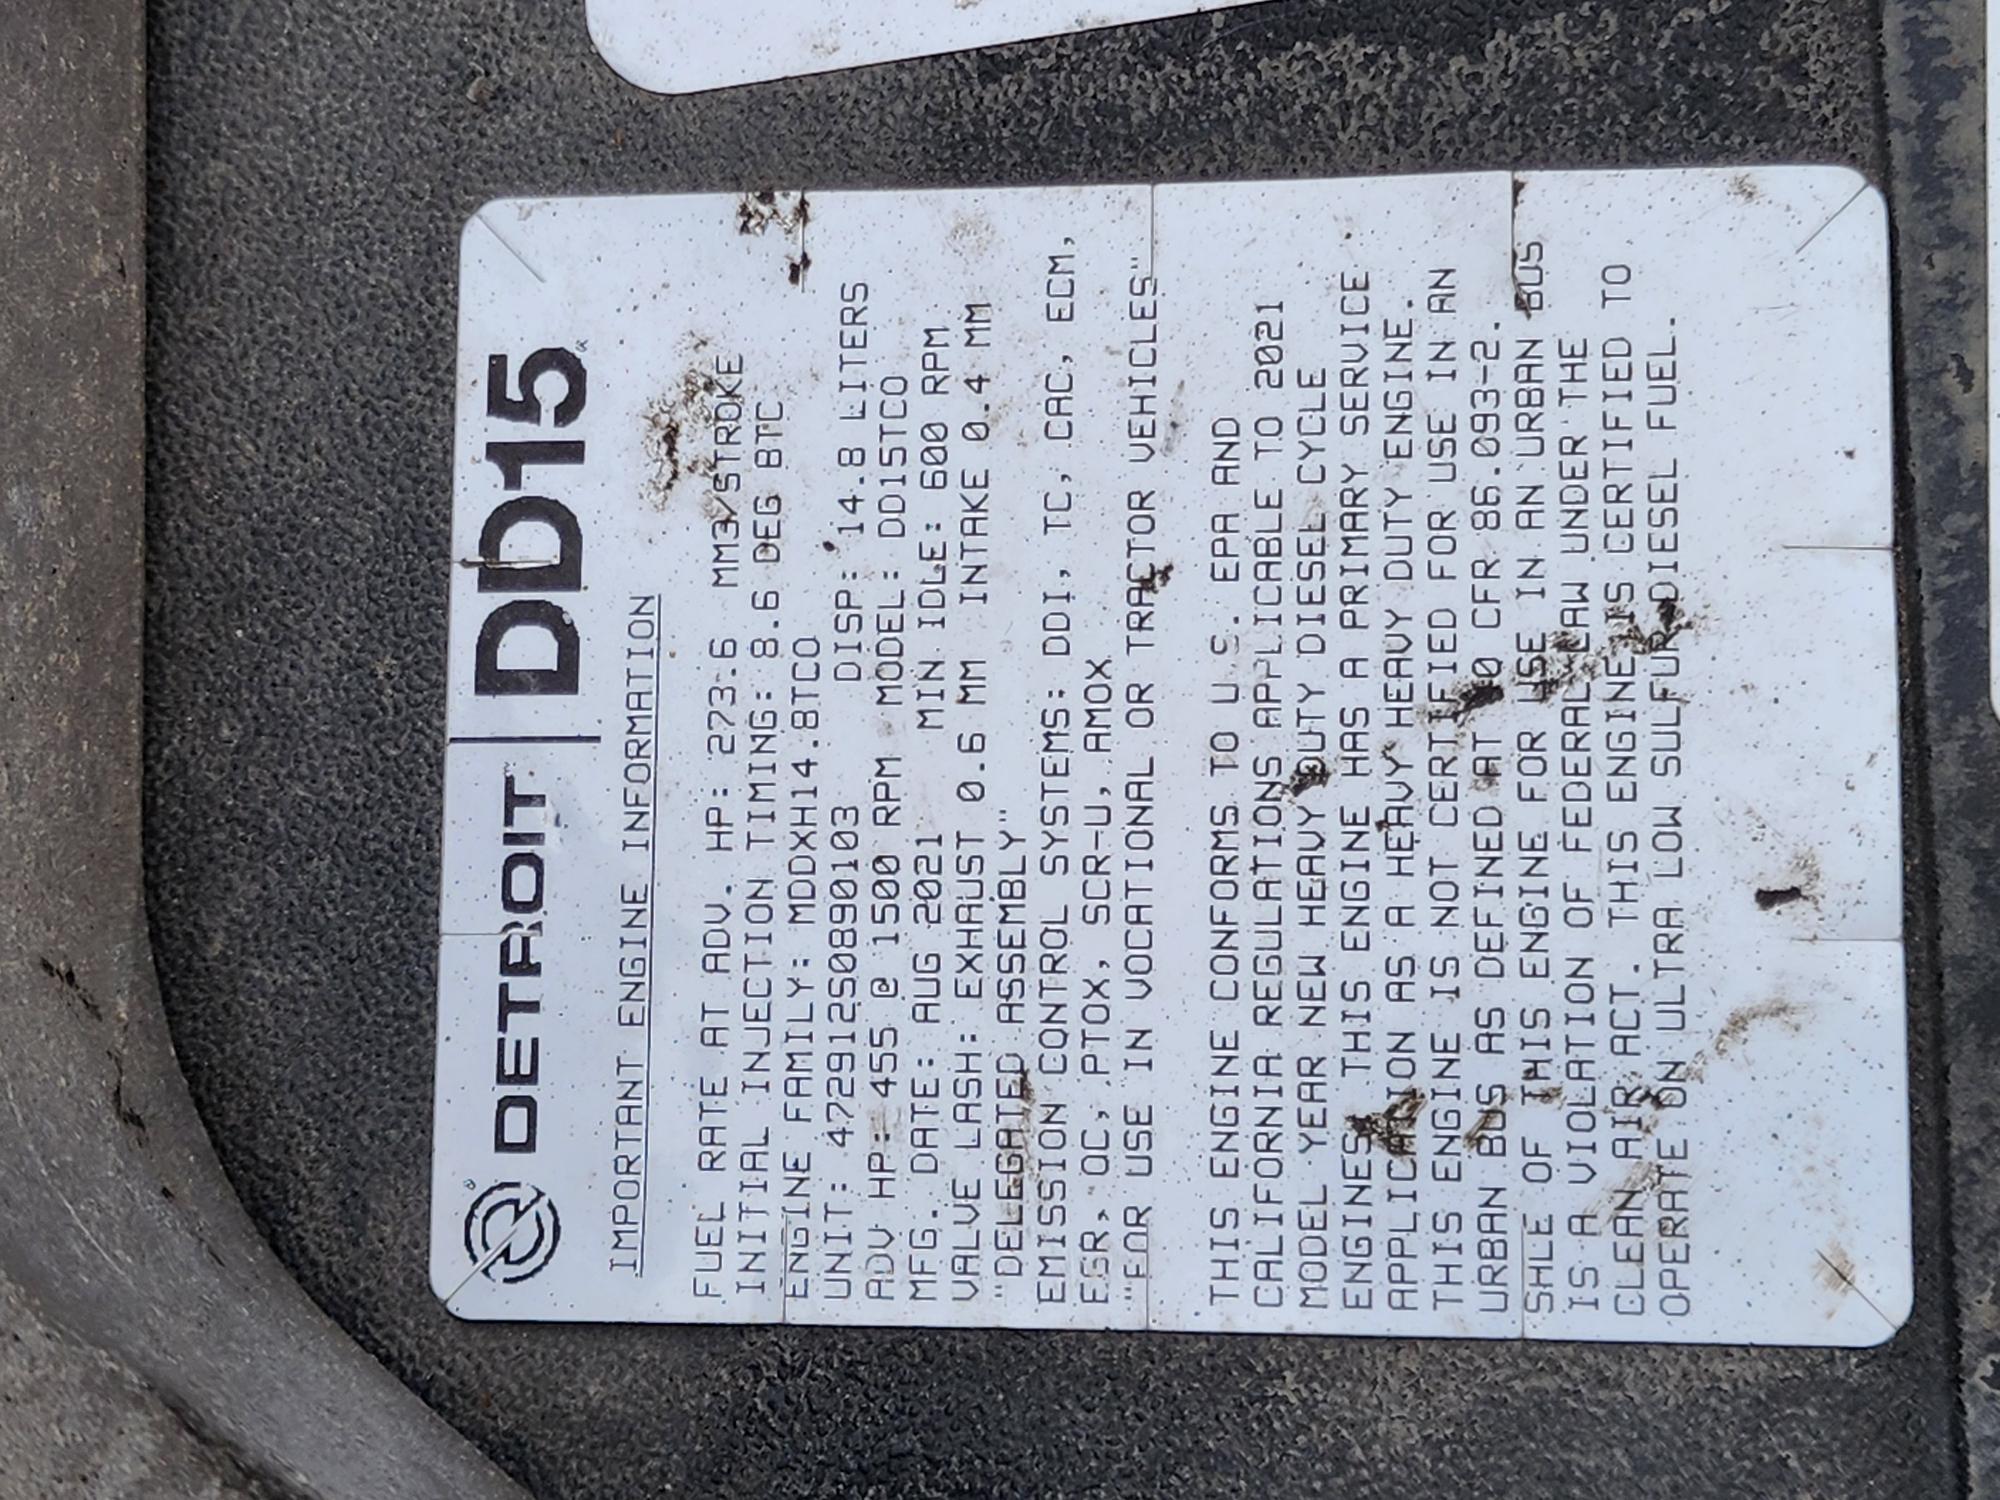 DETROIT™ DD15®
IMPORTANT ENGINE INFORMATION
FUEL RATE AT ADV. HP: 273.6 MM3/STROKE
INITIAL INJECTION TIMING: 8.6 DEG BTC
ENGINE FAMILY: MDDXH14.8TCO
UNIT: 472912S0890103 DISP: 14.8 LITERS
ADV HP: 455 @ 1500 RPM MODEL: DD15TCO
MFG. DATE: AUG 2021 MIN IDLE: 600 RPM
VALVE LASH: EXHAUST 0.6 MM INTAKE 0.4 MM
"DELEGATED ASSEMBLY"
EMISSION CONTROL SYSTEMS: DDI, TC, CAC, ECM,
EGR, OC, PTOX, SCR-U, AMOX
"FOR USE IN VOCATIONAL OR TRACTOR VEHICLES"
THIS ENGINE CONFORMS TO U.S. EPA AND
CALIFORNIA REGULATIONS APPLICABLE TO 2021
MODEL YEAR NEW HEAVY DUTY DIESEL CYCLE
ENGINES. THIS ENGINE HAS A PRIMARY SERVICE
APPLICATION AS A HEAVY HEAVY DUTY ENGINE.
THIS ENGINE IS NOT CERTIFIED FOR USE IN AN
URBAN BUS AS DEFINED AT 40 CFR 86.093-2.
SALE OF THIS ENGINE FOR USE IN AN URBAN BUS
IS A VIOLATION OF FEDERAL LAW UNDER THE
CLEAN AIR ACT. THIS ENGINE IS CERTIFIED TO
OPERATE ON ULTRA LOW SULFUR DIESEL FUEL.